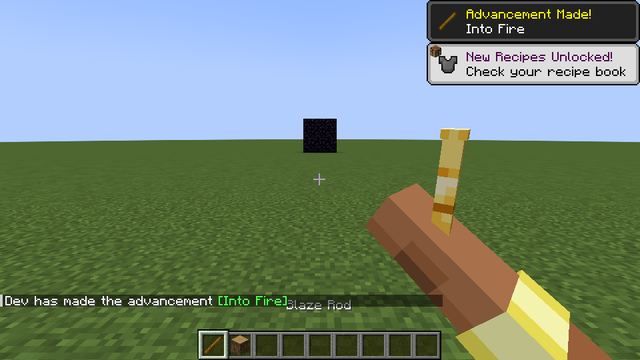 Advancement Made!
Into Fire
New Recipes Unlocked!
Check your recipe book
Dev has made the advancement [Into Fire]
Blaze Rod